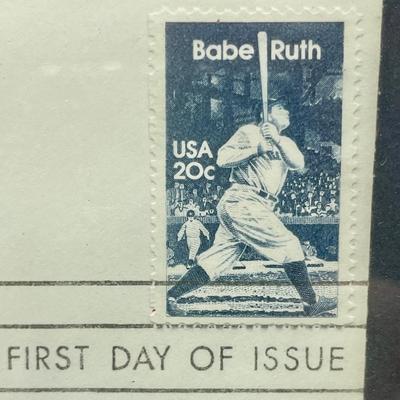 Babe Ruth
USA
20c
FIRST DAY OF ISSUE